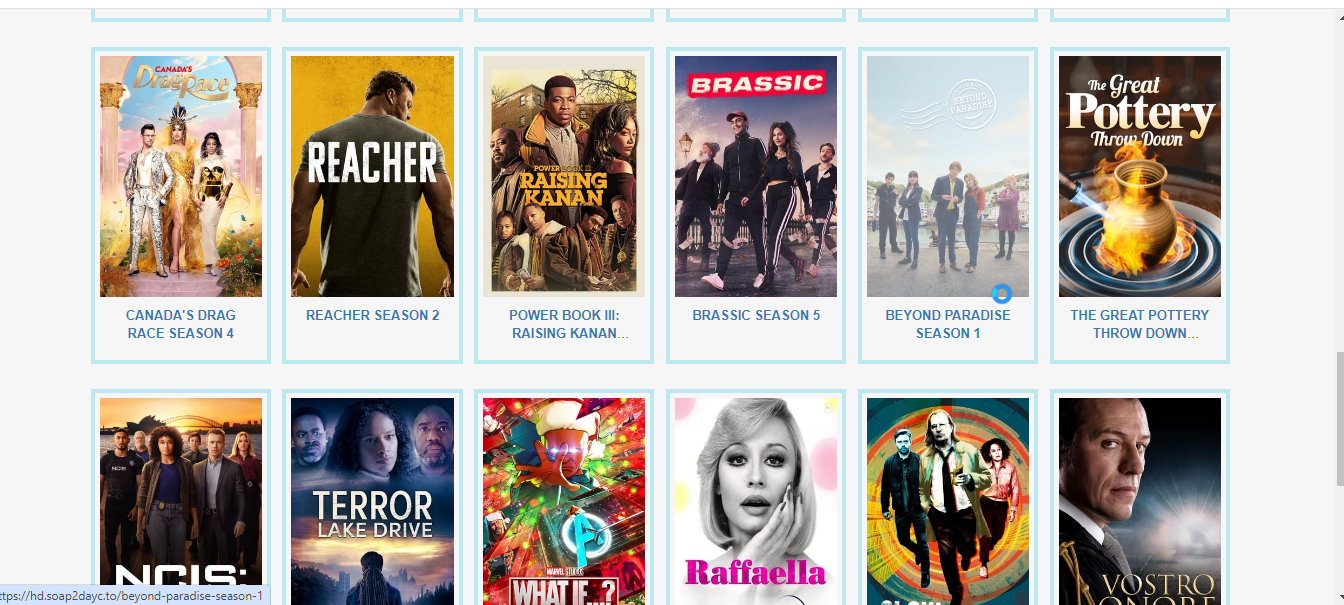 CANADA'S
Drag Race
REACHER
POWER BOOK III
RAISING
KANAN
BRASSIC
BEYOND
PARADISE
The Great
Pottery
Throw Down
CANADA'S DRAG
RACE SEASON 4
REACHER SEASON 2
POWER BOOK III:
RAISING KANAN...
BRASSIC SEASON 5
BEYOND PARADISE
SEASON 1
THE GREAT POTTERY
THROW DOWN...
NCIS
NCIS:
TERROR
LAKE DRIVE
MARVEL STUDIOS
WHAT IF...?
Raffaella
SLOW
VOSTRO
ONORE
ttps://hd.soap2dayc.to/beyond-paradise-season-1